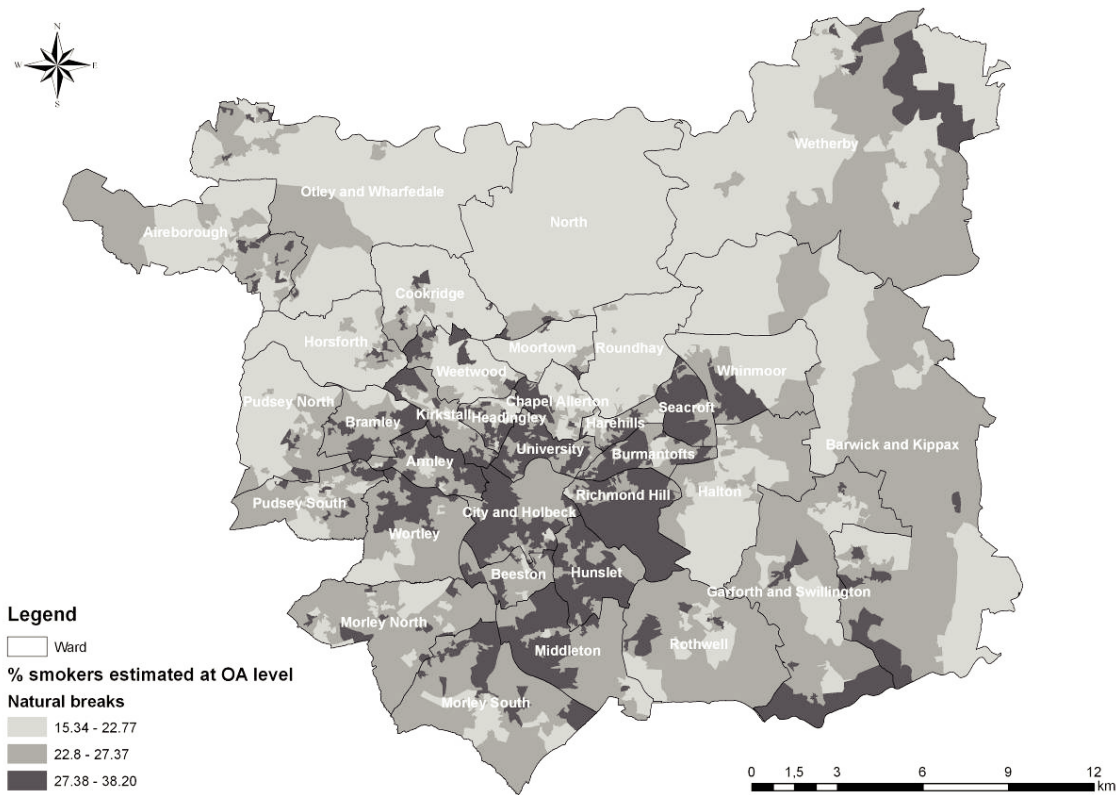 N
W E
S
Wetherby
Otley and Wharfedale
North
Aireborough
Cookridge
Horsforth
Moortown
Roundhay
Weetwood
Whinmoor
Pudsey North
Chapel Allerton
Seacroft
Kirkstall
Headingley
Bramley
Harehills
Barwick and Kippax
University
Burmantofts
Armley
Halton
Richmond Hill
Pudsey South
City and Holbeck
Wortley
Beeston
Hunslet
Garforth and Swillington
Morley North
Rothwell
Middleton
Morley South
Legend
Ward
% smokers estimated at OA level
Natural breaks
15.34 - 22.77
22.8 - 27.37
27.38 - 38.20
0 1,5 3 6 9 12
km